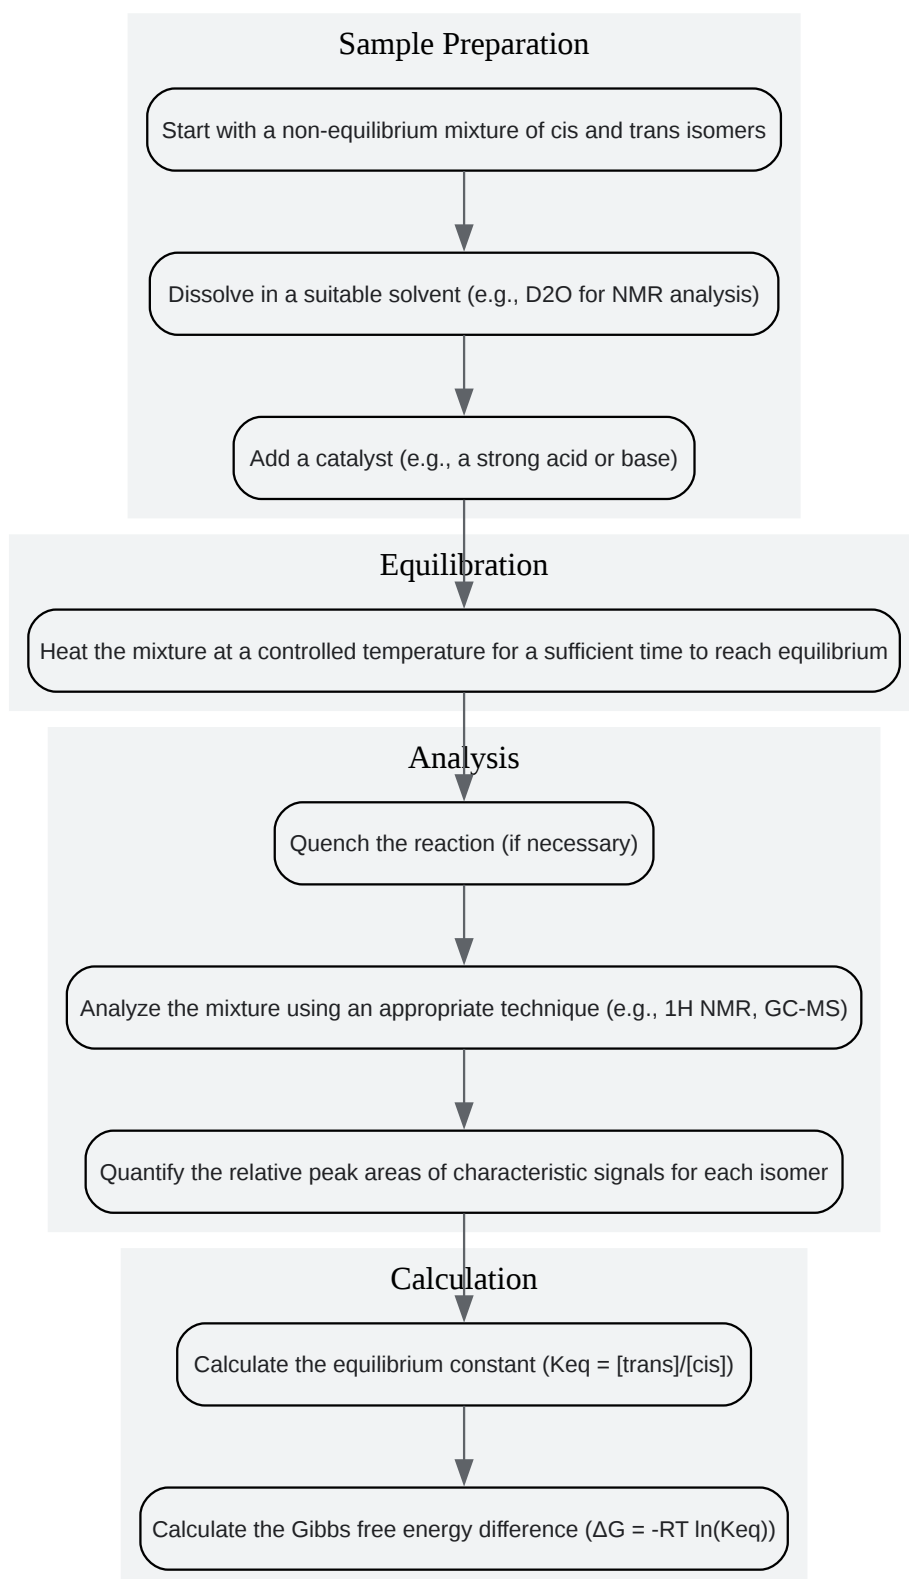 Sample Preparation
Start with a non-equilibrium mixture of cis and trans isomers
Dissolve in a suitable solvent (e.g., D2O for NMR analysis)
Add a catalyst (e.g., a strong acid or base)
Equilibration
Heat the mixture at a controlled temperature for a sufficient time to reach equilibrium
Analysis
Quench the reaction (if necessary)
Analyze the mixture using an appropriate technique (e.g., 1H NMR, GC-MS)
Quantify the relative peak areas of characteristic signals for each isomer
Calculation
Calculate the equilibrium constant (Keq = [trans]/[cis])
Calculate the Gibbs free energy difference (ΔG = -RT ln(Keq))